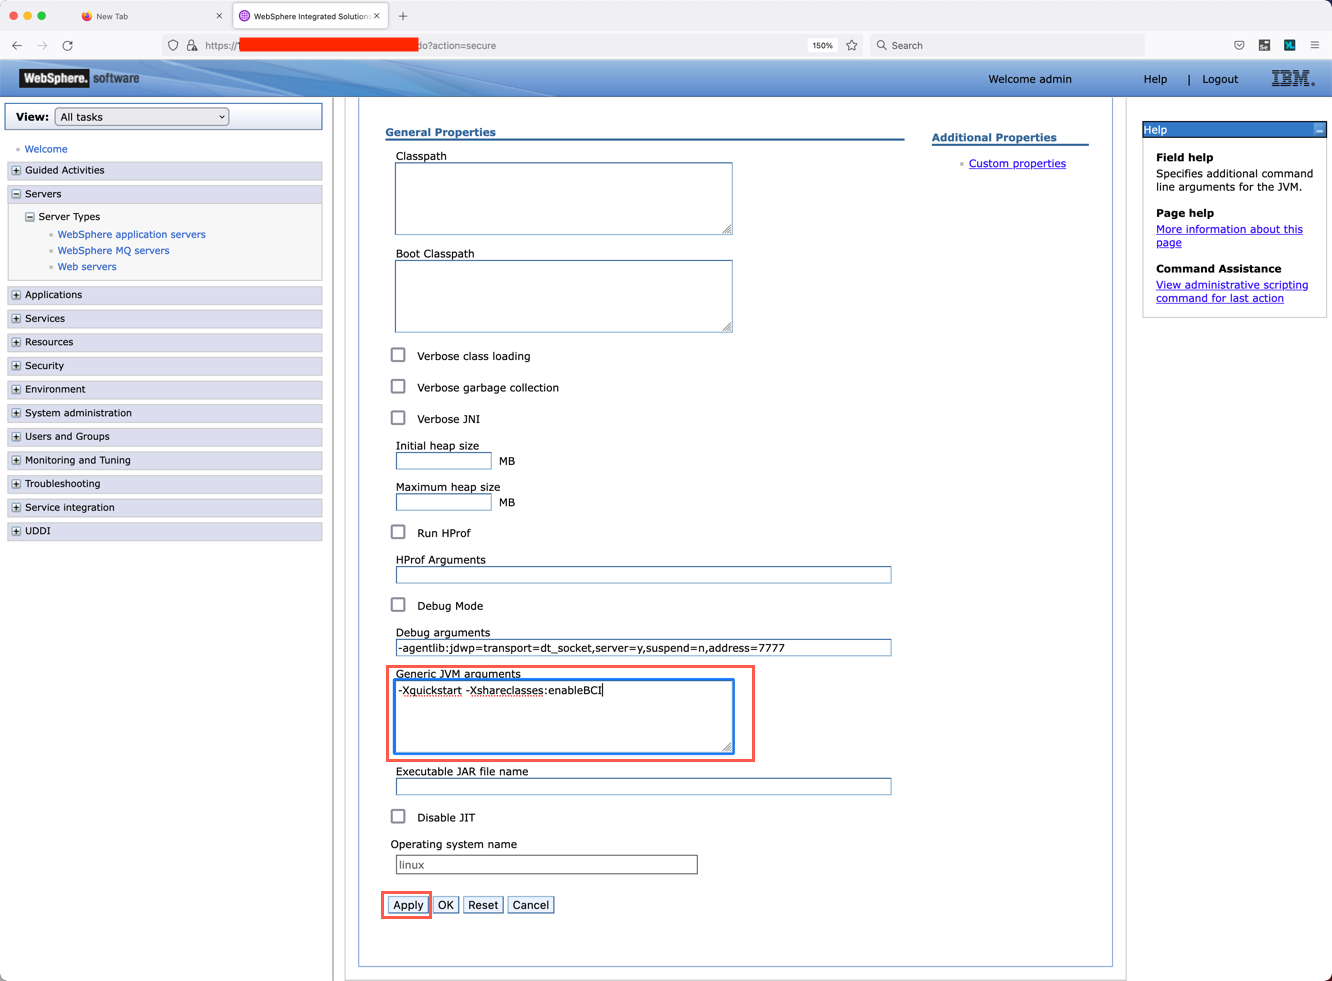 New Tab
WebSphere Integrated Solutions
https:// do?action=secure
150%
Search
WebSphere. software
Welcome admin
Help | Logout
IBM.
View: All tasks
Welcome
Guided Activities
Servers
Server Types
WebSphere application servers
WebSphere MQ servers
Web servers
Applications
Services
Resources
Security
Environment
System administration
Users and Groups
Monitoring and Tuning
Troubleshooting
Service integration
UDDI
General Properties
Classpath
Boot Classpath
Verbose class loading
Verbose garbage collection
Verbose JNI
Initial heap size
MB
Maximum heap size
MB
Run HProf
HProf Arguments
Debug Mode
Debug arguments
-agentlib:jdwp=transport=dt_socket,server=y,suspend=n,address=7777
Generic JVM arguments
-Xquickstart -Xshareclasses:enableBCI
Executable JAR file name
Disable JIT
Operating system name
linux
Apply OK Reset Cancel
Additional Properties
Custom properties
Help
Field help
Specifies additional command
line arguments for the JVM.
Page help
More information about this
page
Command Assistance
View administrative scripting
command for last action